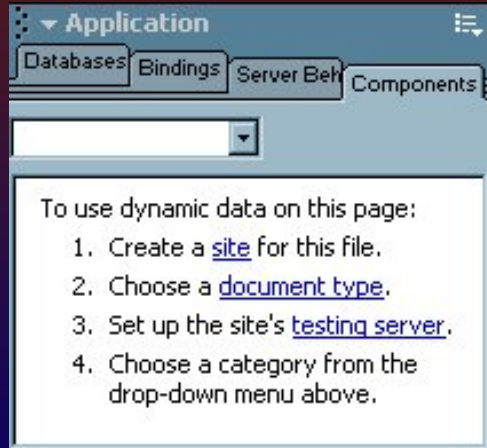 Application
Databases Bindings Server Beh Components
To use dynamic data on this page:
1. Create a site for this file.
2. Choose a document type.
3. Set up the site's testing server.
4. Choose a category from the
drop-down menu above.